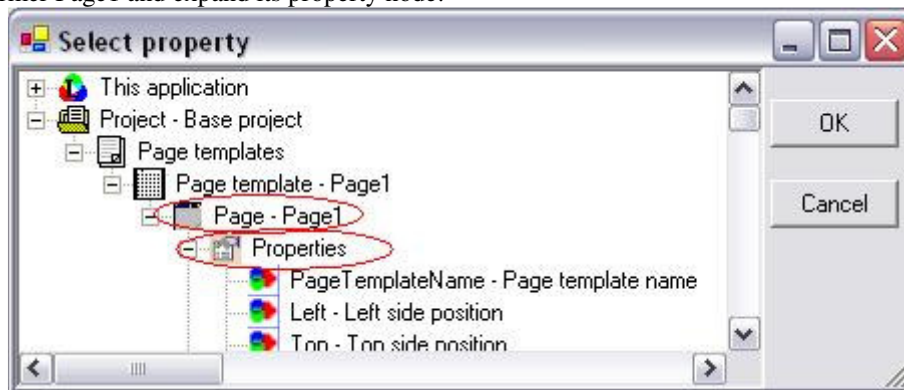 Page1 and expand its property node.
Select property
This application
OK
Project - Base project
Page templates
Page template - Page1
Cancel
Page - Page1
Properties
PageTemplateName - Page template name
Left - Left side position
Top - Top side position